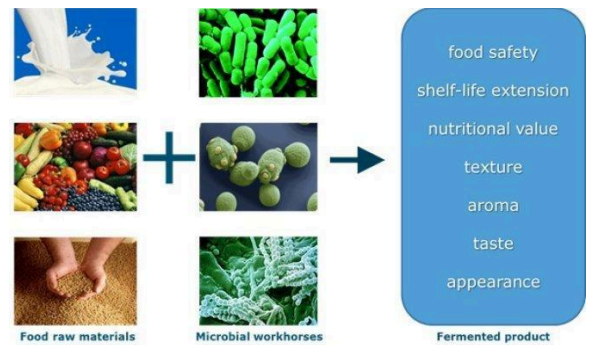 food safety
shelf-life extension
nutritional value
texture
aroma
taste
appearance
Food raw materials
Microbial workhorses
Fermented product